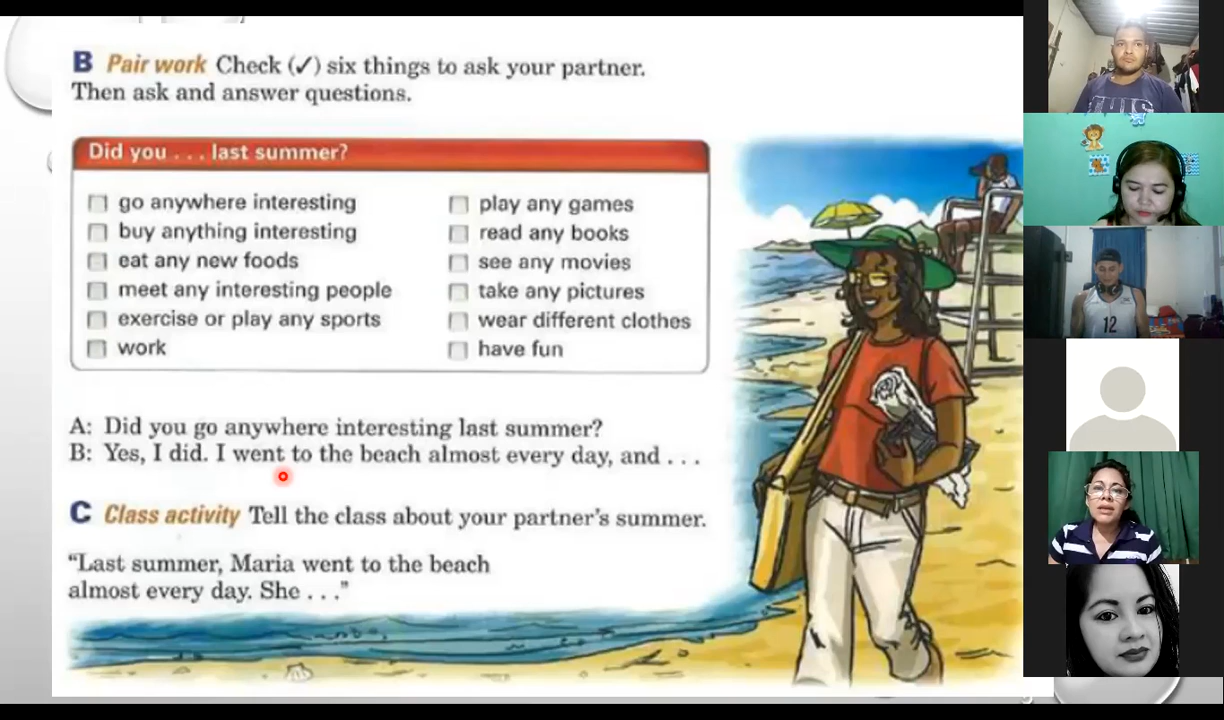 B Pair work Check (✓) six things to ask your partner.
Then ask and answer questions.
Did you . . . last summer?
go anywhere interesting
buy anything interesting
eat any new foods
meet any interesting people
exercise or play any sports
work
play any games
read any books
see any movies
take any pictures
wear different clothes
have fun
A: Did you go anywhere interesting last summer?
B: Yes, I did. I went to the beach almost every day, and . . .
C Class activity Tell the class about your partner's summer.
"Last summer, Maria went to the beach
almost every day. She . . ."
THIS
12